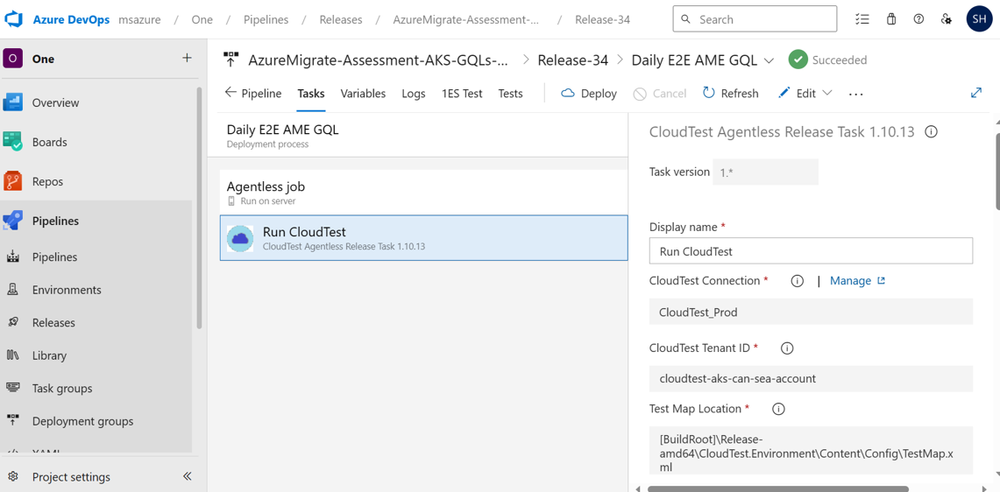 Azure DevOps msazure / One / Pipelines / Releases / AzureMigrate-Assessment-... / Release-34 Search SH
O One +
Overview
Boards
Repos
Pipelines
Pipelines
Environments
Releases
Library
Task groups
Deployment groups
XAML
Project settings «
AzureMigrate-Assessment-AKS-GQLs-... > Release-34 > Daily E2E AME GQL Succeeded
Pipeline Tasks Variables Logs 1ES Test Tests Deploy Cancel Refresh Edit ...
Daily E2E AME GQL
Deployment process
Agentless job
Run on server
Run CloudTest
CloudTest Agentless Release Task 1.10.13
CloudTest Agentless Release Task 1.10.13
Task version 1.*
Display name *
Run CloudTest
CloudTest Connection * | Manage
CloudTest_Prod
CloudTest Tenant ID *
cloudtest-aks-can-sea-account
Test Map Location *
[BuildRoot]\Release-
amd64\CloudTest.Environment\Content\Config\TestMap.x
ml